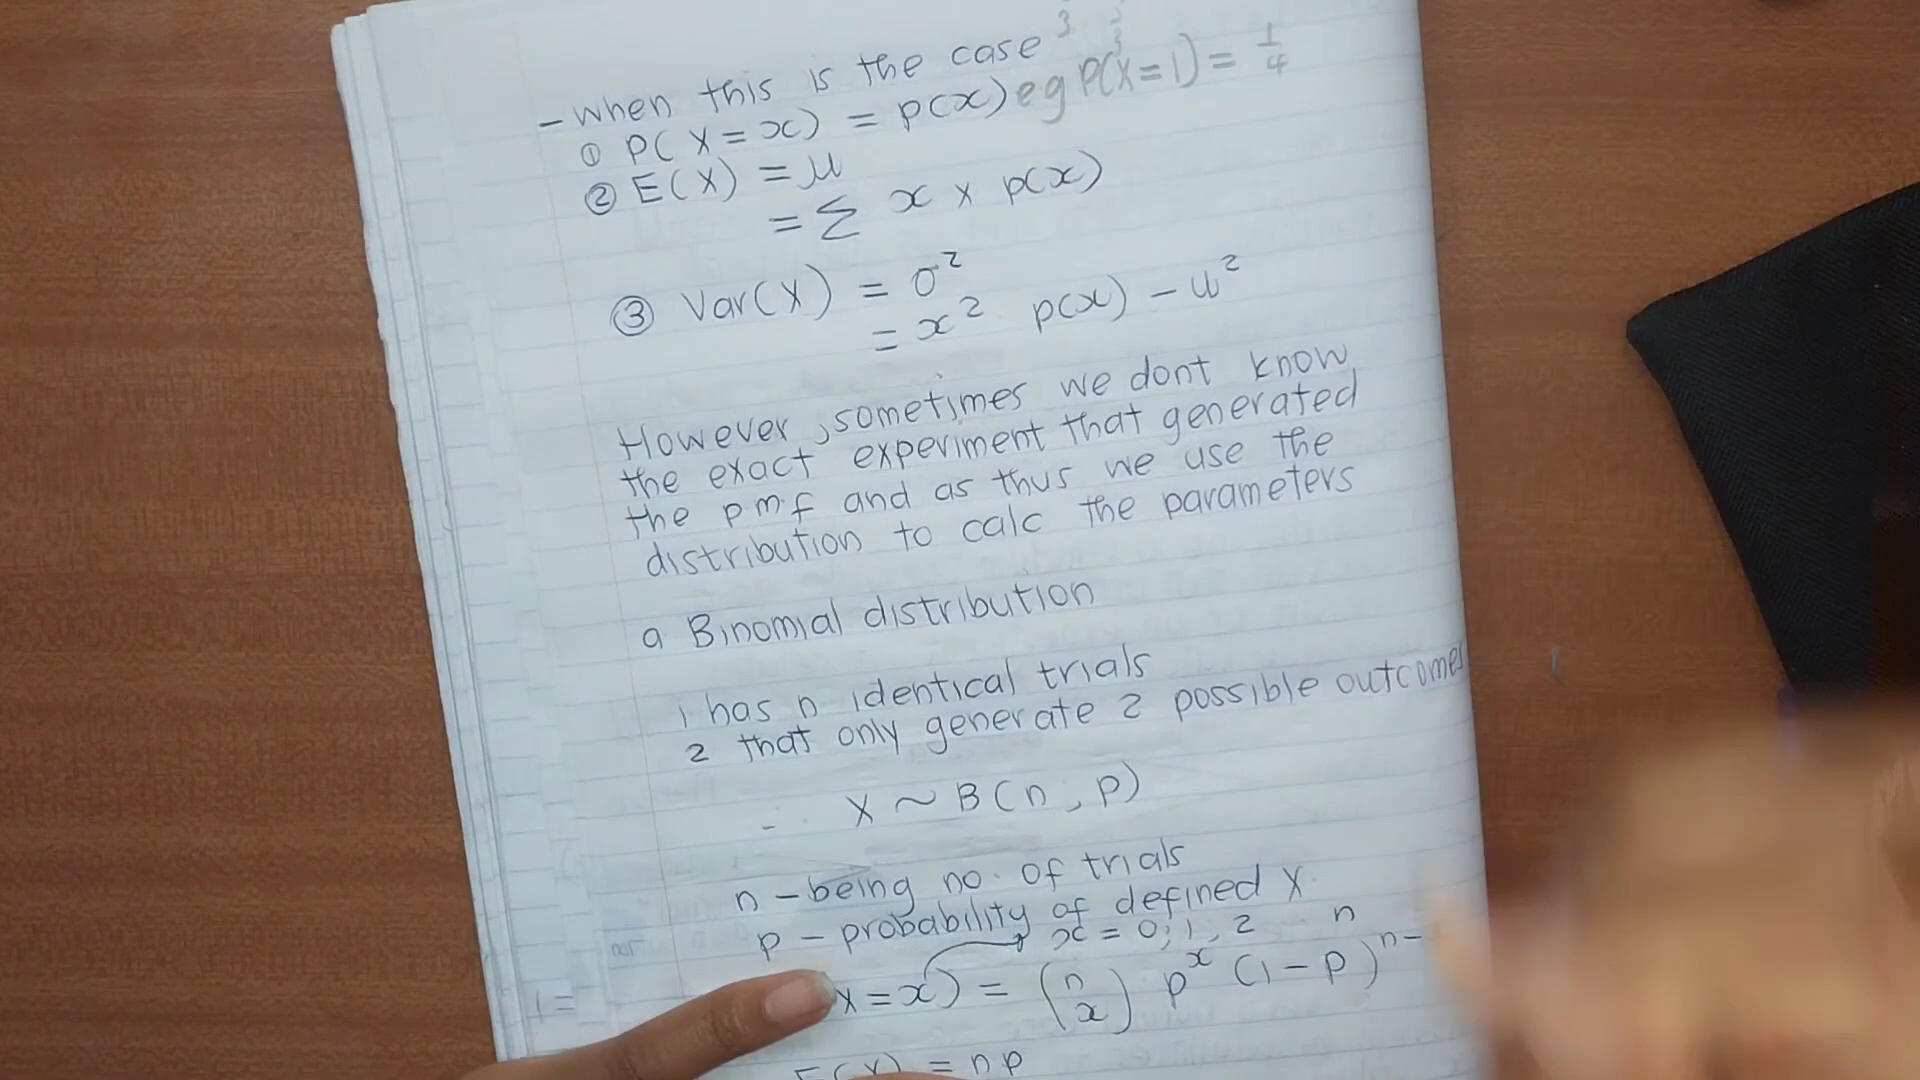 - when this is the case
① P(X = x) = p(x) eg P(X=1) = 1/4
② E(X) = μ
= Σ x × p(x)
③ Var(X) = σ²
= x² p(x) - μ²
However, sometimes we dont know
the exact experiment that generated
the pmf and as thus we use the
distribution to calc the parameters
a Binomial distribution
1 has n identical trials
2 that only generate 2 possible outcomes
X ~ B(n, p)
n - being no. of trials
p - probability of defined X
x = 0; 1, 2 n
X = x) = (n x) p^x (1 - p)^n-
E(X) = np